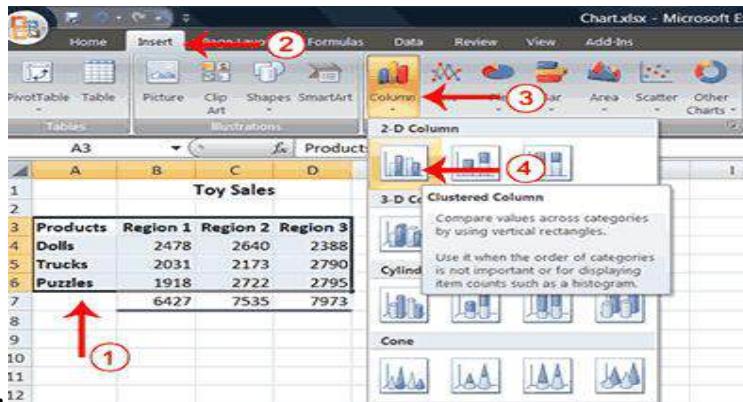 Chart.xlsx - Microsoft E
Home Insert Formulas Data Review View Add-Ins
2
PivotTable Table Picture Clip Art Shapes SmartArt Column Area Scatter Other Charts
3
Tables Illustrations
2-D Column
A3 fx Product
4
A B C D I
Clustered Column
Compare values across categories
by using vertical rectangles.
Use it when the order of categories
is not important or for displaying
item counts such as a histogram.
3-D
Cylind
Cone
1 Toy Sales
2
3 Products Region 1 Region 2 Region 3
4 Dolls 2478 2640 2388
5 Trucks 2031 2173 2790
6 Puzzles 1918 2722 2795
7 6427 7535 7973
8
9
10
1
11
12